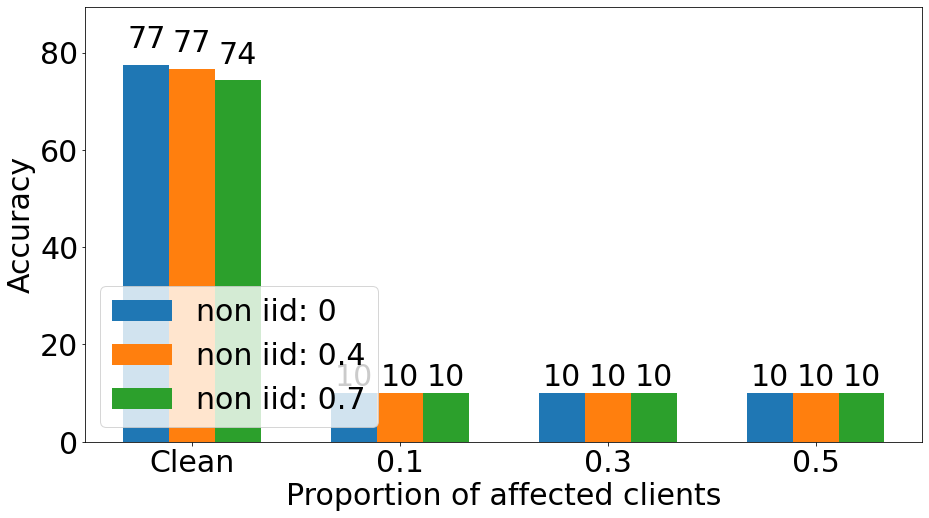 77 77 74
80
60
40
20
0
Accuracy
non iid: 0
non iid: 0.4
non iid: 0.7
10 10 10
10 10 10
10 10 10
Clean 0.1 0.3 0.5
Proportion of affected clients